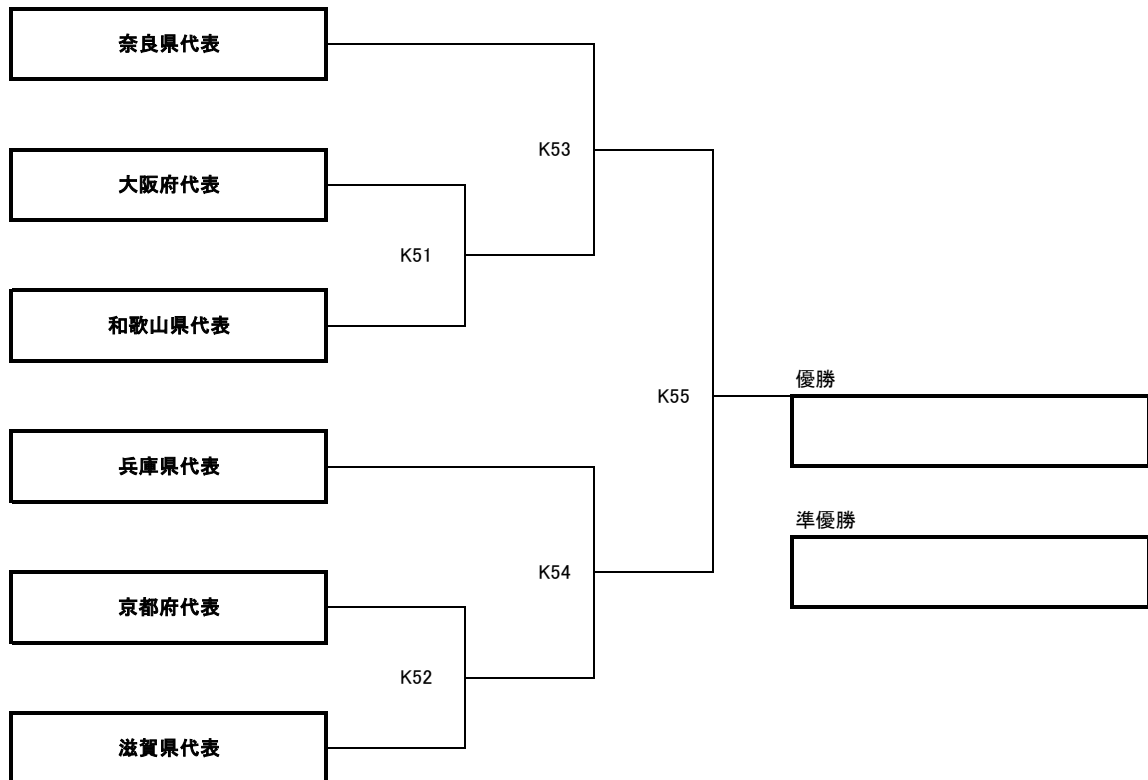 奈良県代表
K53
大阪府代表
K51
和歌山県代表
優勝
K55
兵庫県代表
準優勝
K54
京都府代表
K52
滋賀県代表